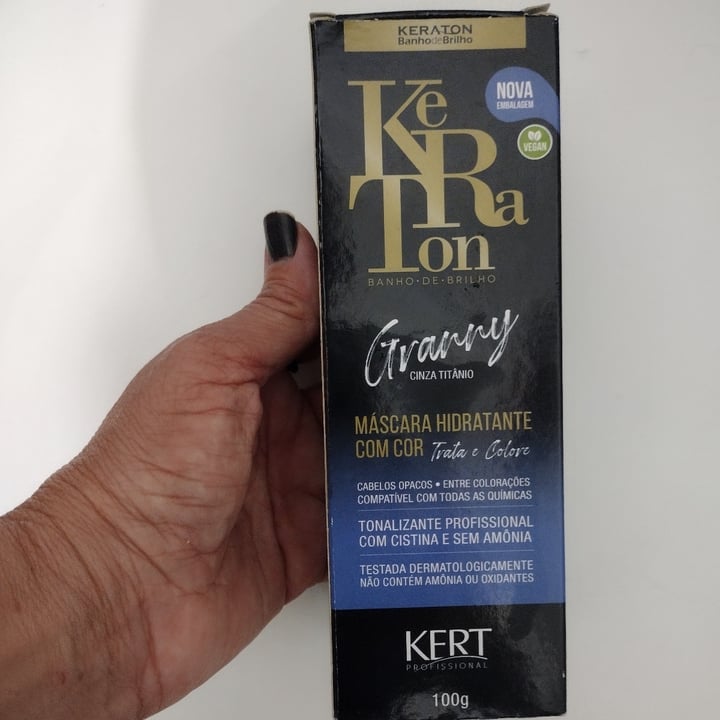 KERATON
Banho de Brilho
NOVA
EMBALAGEM
VEGAN
KeRaTon
BANHO · DE · BRILHO
Granny
CINZA TITÂNIO
MÁSCARA HIDRATANTE
COM COR Trata e Colore
CABELOS OPACOS • ENTRE COLORAÇÕES
COMPATÍVEL COM TODAS AS QUÍMICAS
TONALIZANTE PROFISSIONAL
COM CISTINA E SEM AMÔNIA
TESTADA DERMATOLOGICAMENTE
NÃO CONTÉM AMÔNIA OU OXIDANTES
KERT
PROFISSIONAL
100g